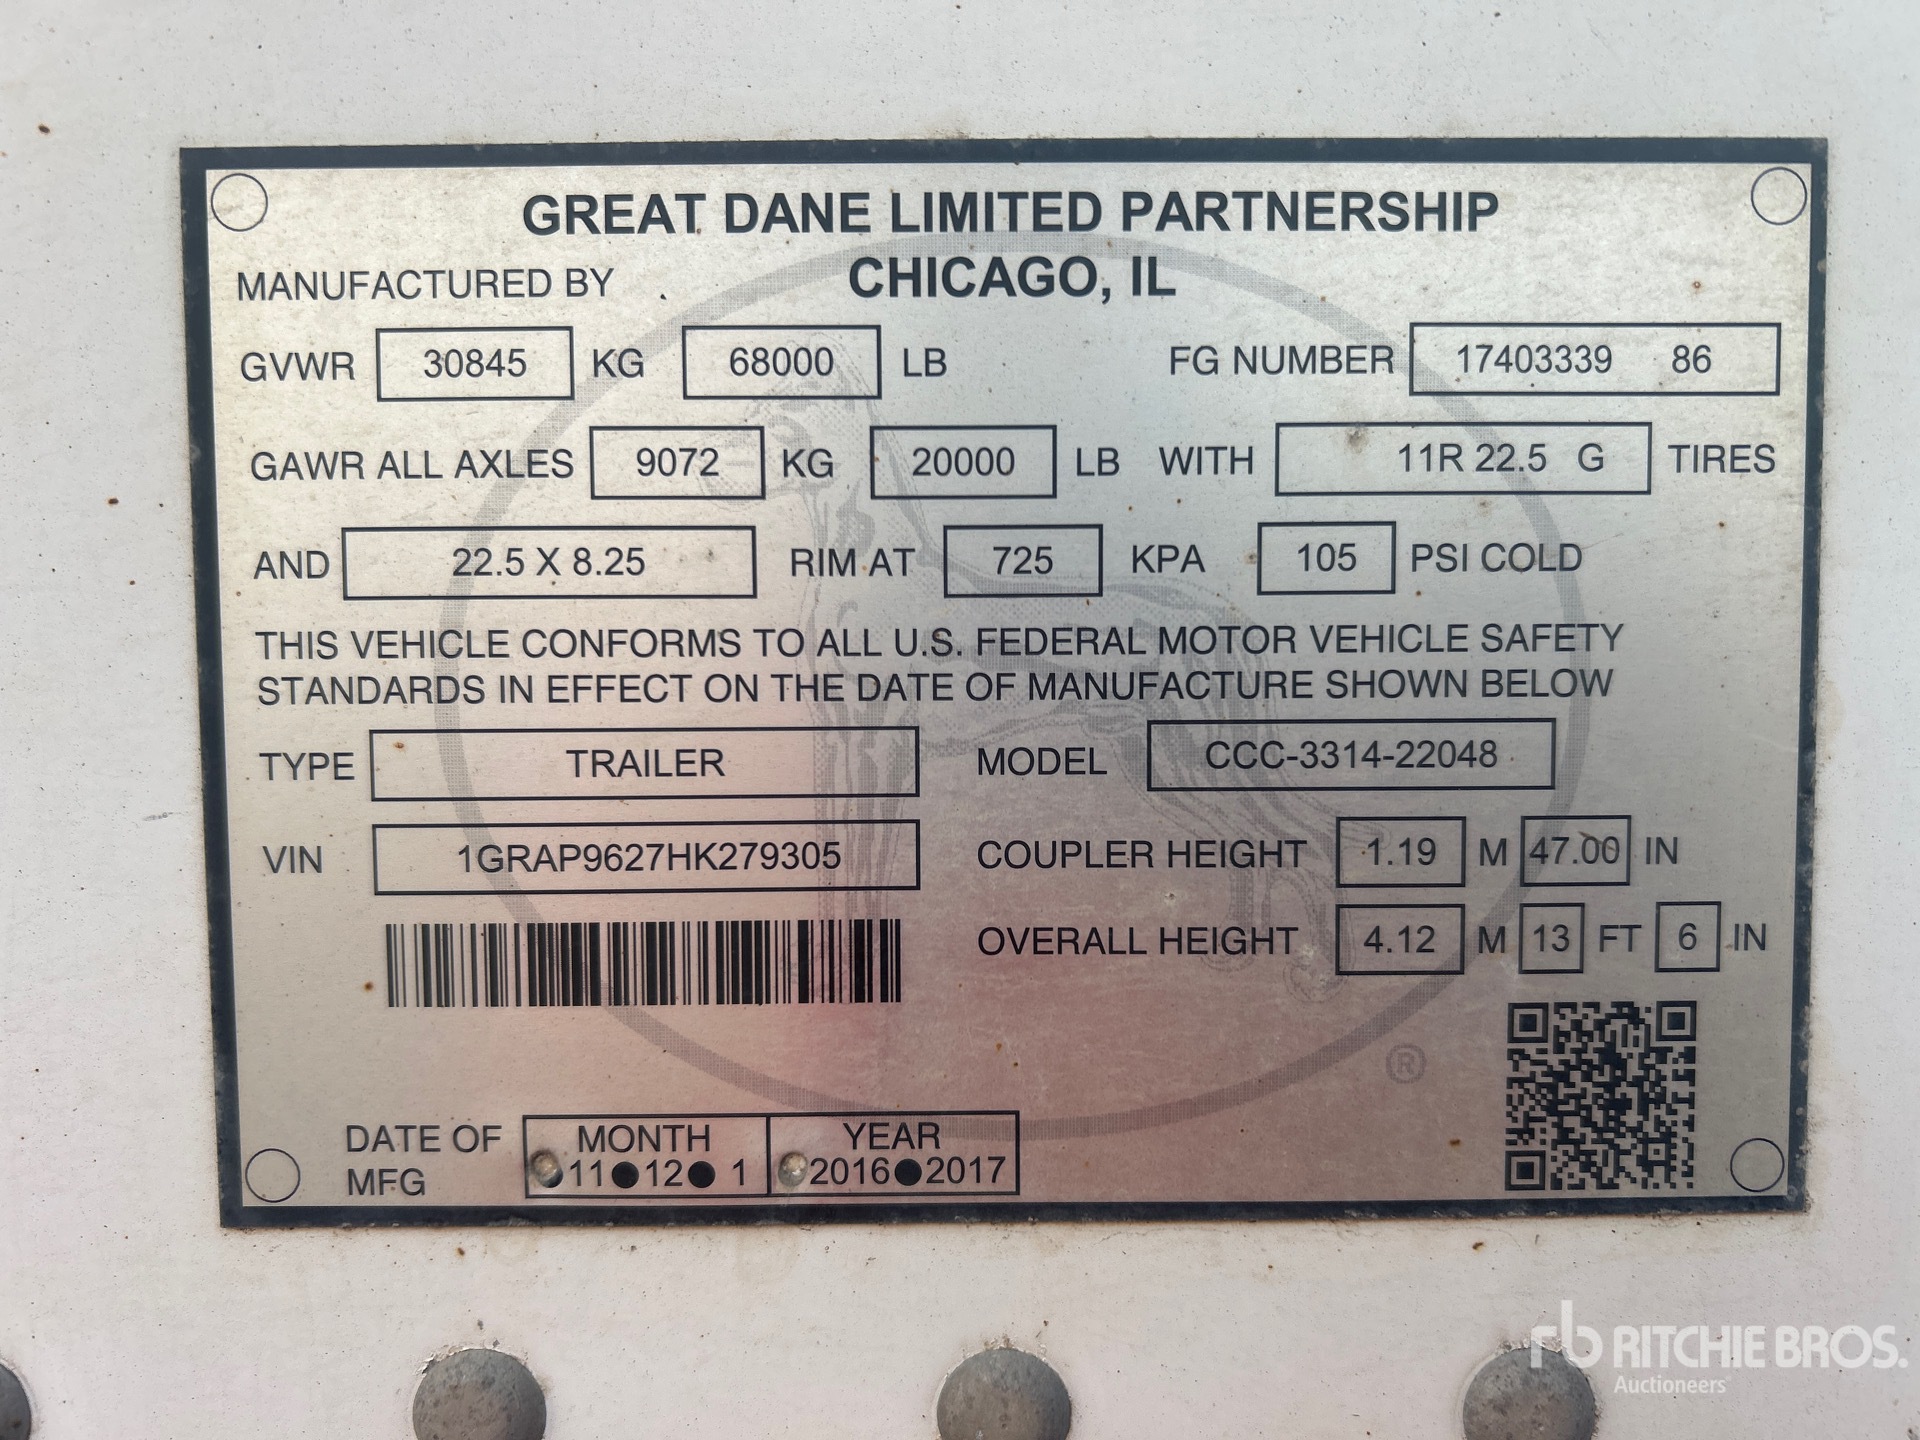 GREAT DANE LIMITED PARTNERSHIP
MANUFACTURED BY CHICAGO, IL
GVWR 30845 KG 68000 LB FG NUMBER 17403339 86
GAWR ALL AXLES 9072 KG 20000 LB WITH 11R 22.5 G TIRES
AND 22.5 X 8.25 RIM AT 725 KPA 105 PSI COLD
THIS VEHICLE CONFORMS TO ALL U.S. FEDERAL MOTOR VEHICLE SAFETY
STANDARDS IN EFFECT ON THE DATE OF MANUFACTURE SHOWN BELOW
TYPE TRAILER MODEL CCC-3314-22048
VIN 1GRAP9627HK279305 COUPLER HEIGHT 1.19 M 47.00 IN
OVERALL HEIGHT 4.12 M 13 FT 6 IN
®
DATE OF MFG MONTH YEAR
11●12● 1 2016●2017
rb RITCHIE BROS.
Auctioneers